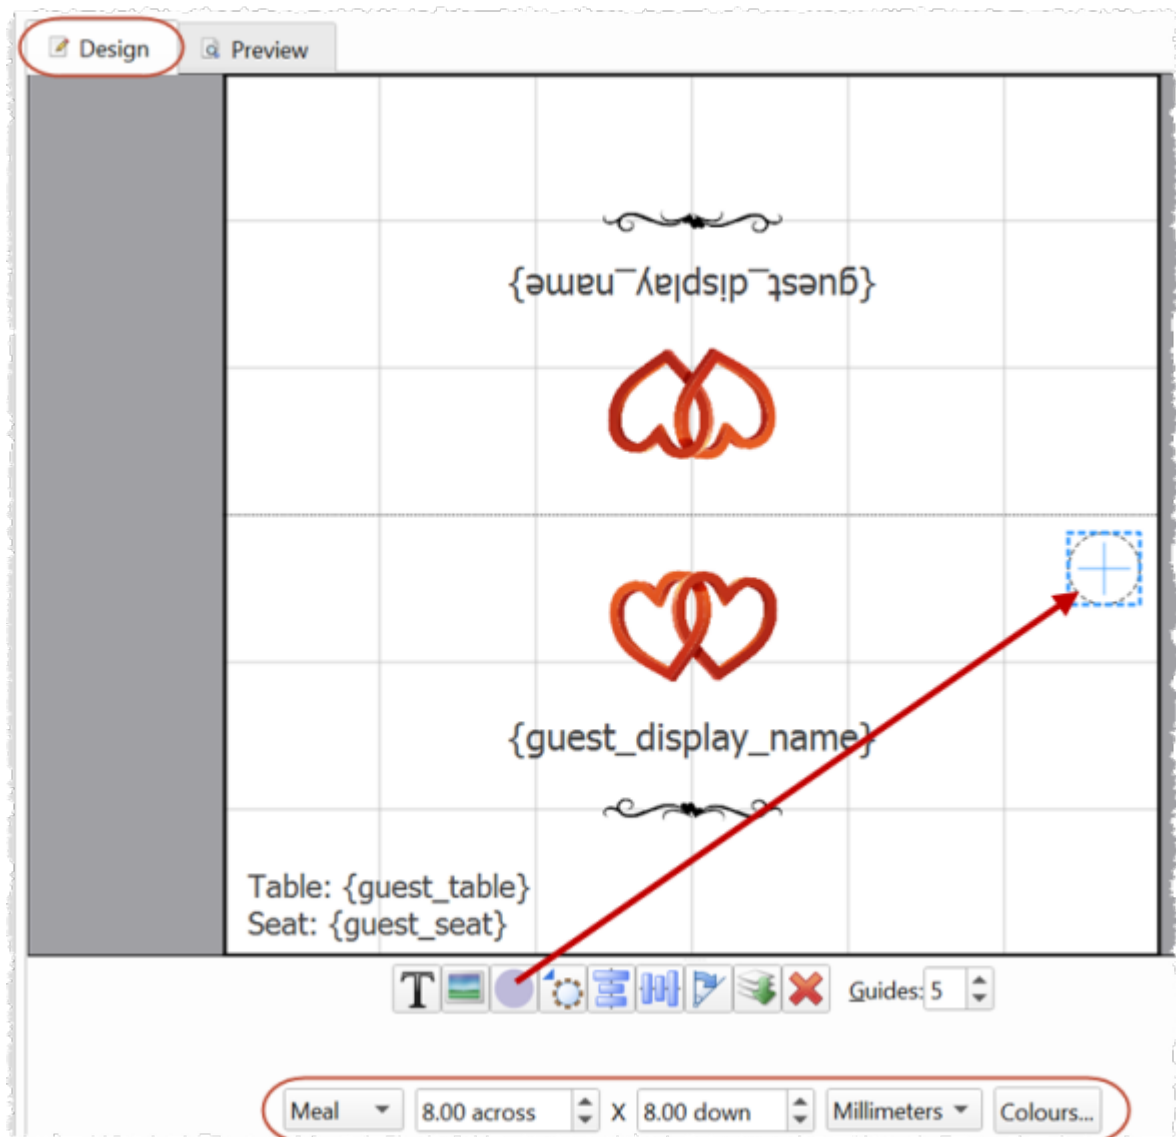 Design Preview
{guest_display_name}
{guest_display_name}
Table: {guest_table}
Seat: {guest_seat}
T Guides: 5
Meal 8.00 across X 8.00 down Millimeters Colours...